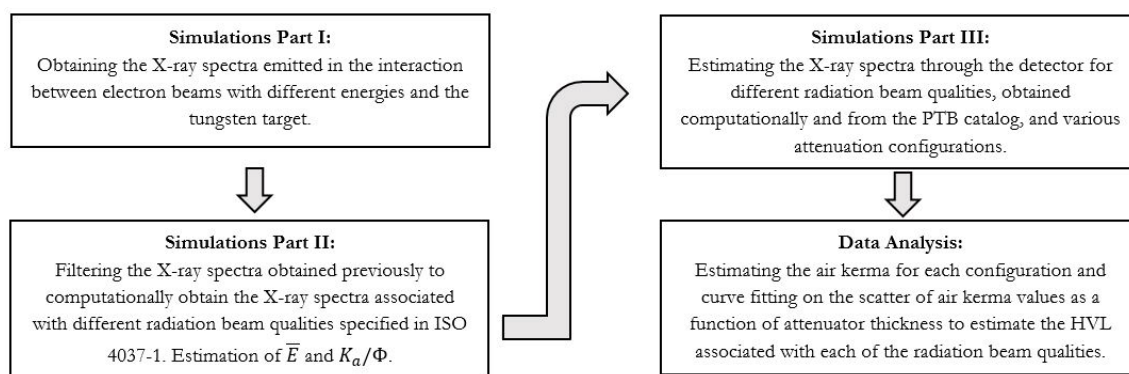 Simulations Part I:
Obtaining the X-ray spectra emitted in the interaction
between electron beams with different energies and the
tungsten target.
Simulations Part II:
Filtering the X-ray spectra obtained previously to
computationally obtain the X-ray spectra associated
with different radiation beam qualities specified in ISO
4037-1. Estimation of E̅ and Kₐ/Φ.
Simulations Part III:
Estimating the X-ray spectra through the detector for
different radiation beam qualities, obtained
computationally and from the PTB catalog, and various
attenuation configurations.
Data Analysis:
Estimating the air kerma for each configuration and
curve fitting on the scatter of air kerma values as a
function of attenuator thickness to estimate the HVL
associated with each of the radiation beam qualities.